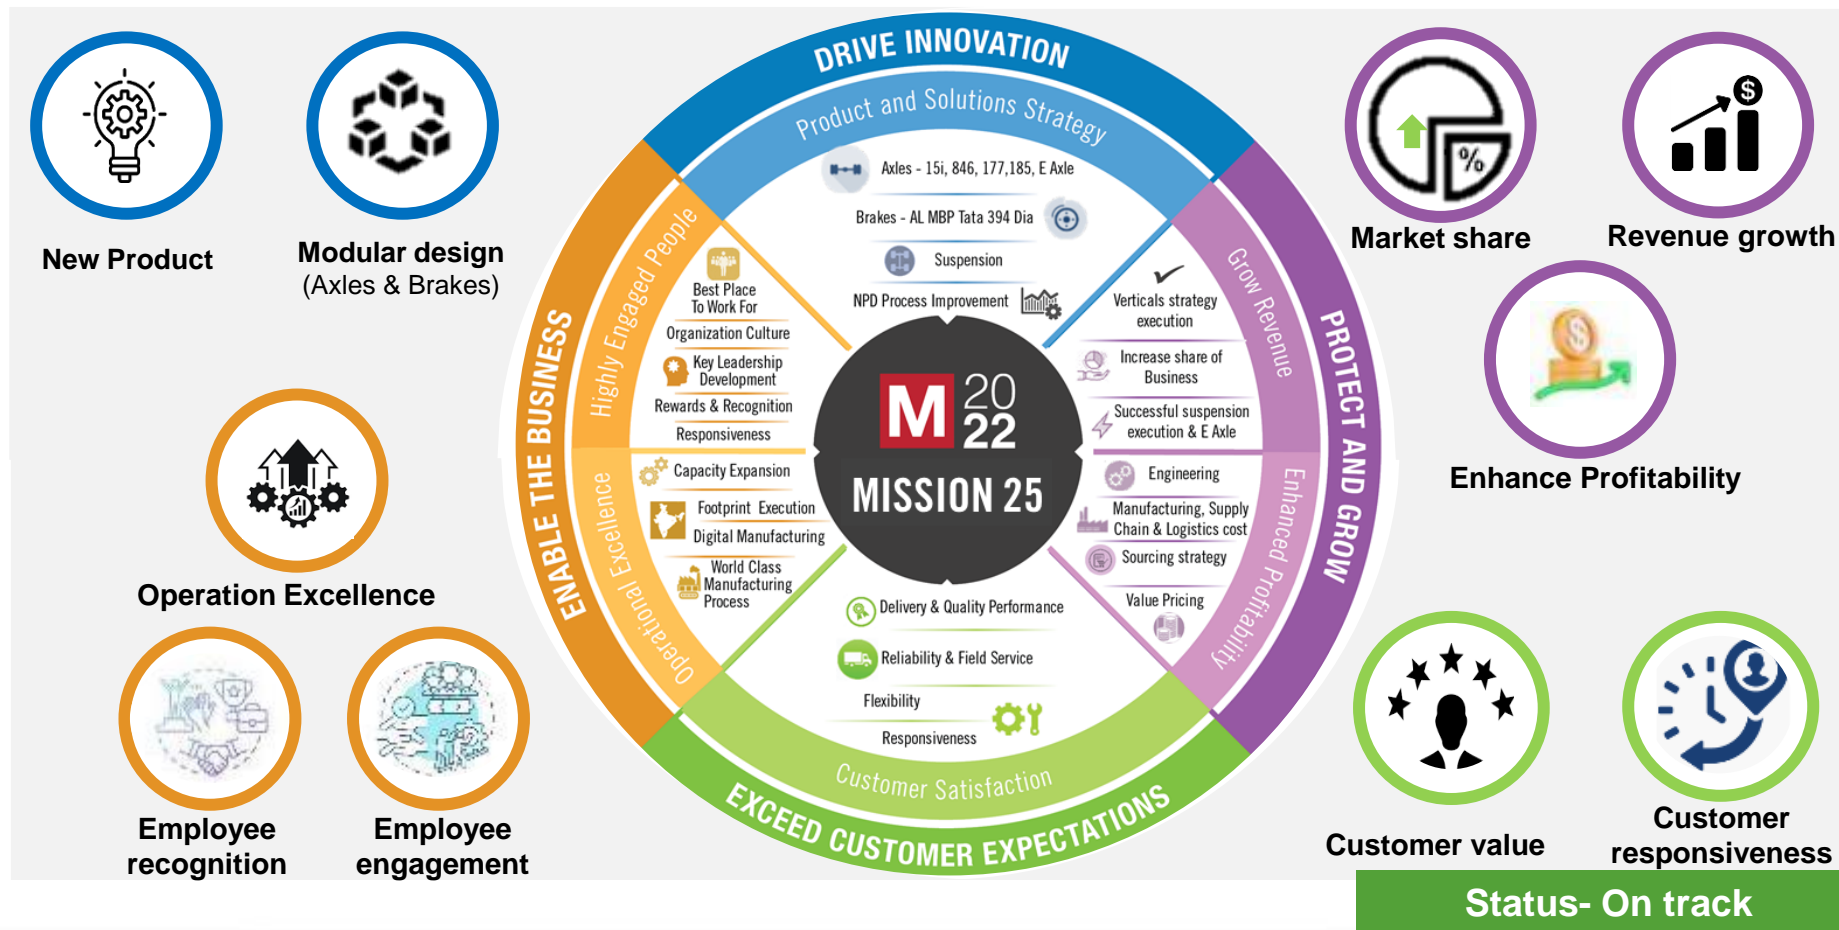 DRIVE INNOVATION
Product and Solutions Strategy
Axles - 15i, 846, 177,185, E Axle
Brakes - AL MBP Tata 394 Dia
Suspension
NPD Process Improvement
New Product
Modular design
(Axles & Brakes)
$
%
Market share
Revenue growth
$
Enhance Profitability
ENABLE THE BUSINESS
Highly Engaged People
Best Place
To Work For
Organization Culture
Key Leadership
Development
Rewards & Recognition
Responsiveness
Operational Excellence
Capacity Expansion
Footprint Execution
Digital Manufacturing
World Class
Manufacturing
Process
M 20
22
MISSION 25
PROTECT AND GROW
Grow Revenue
Verticals strategy
execution
Increase share of
Business
Successful suspension
execution & E Axle
Enhanced Profitability
Engineering
Manufacturing, Supply
Chain & Logistics cost
Sourcing strategy
Value Pricing
Delivery & Quality Performance
Reliability & Field Service
Flexibility
Responsiveness
Customer Satisfaction
EXCEED CUSTOMER EXPECTATIONS
Operation Excellence
Employee
recognition
Employee
engagement
Customer value
Customer
responsiveness
Status- On track